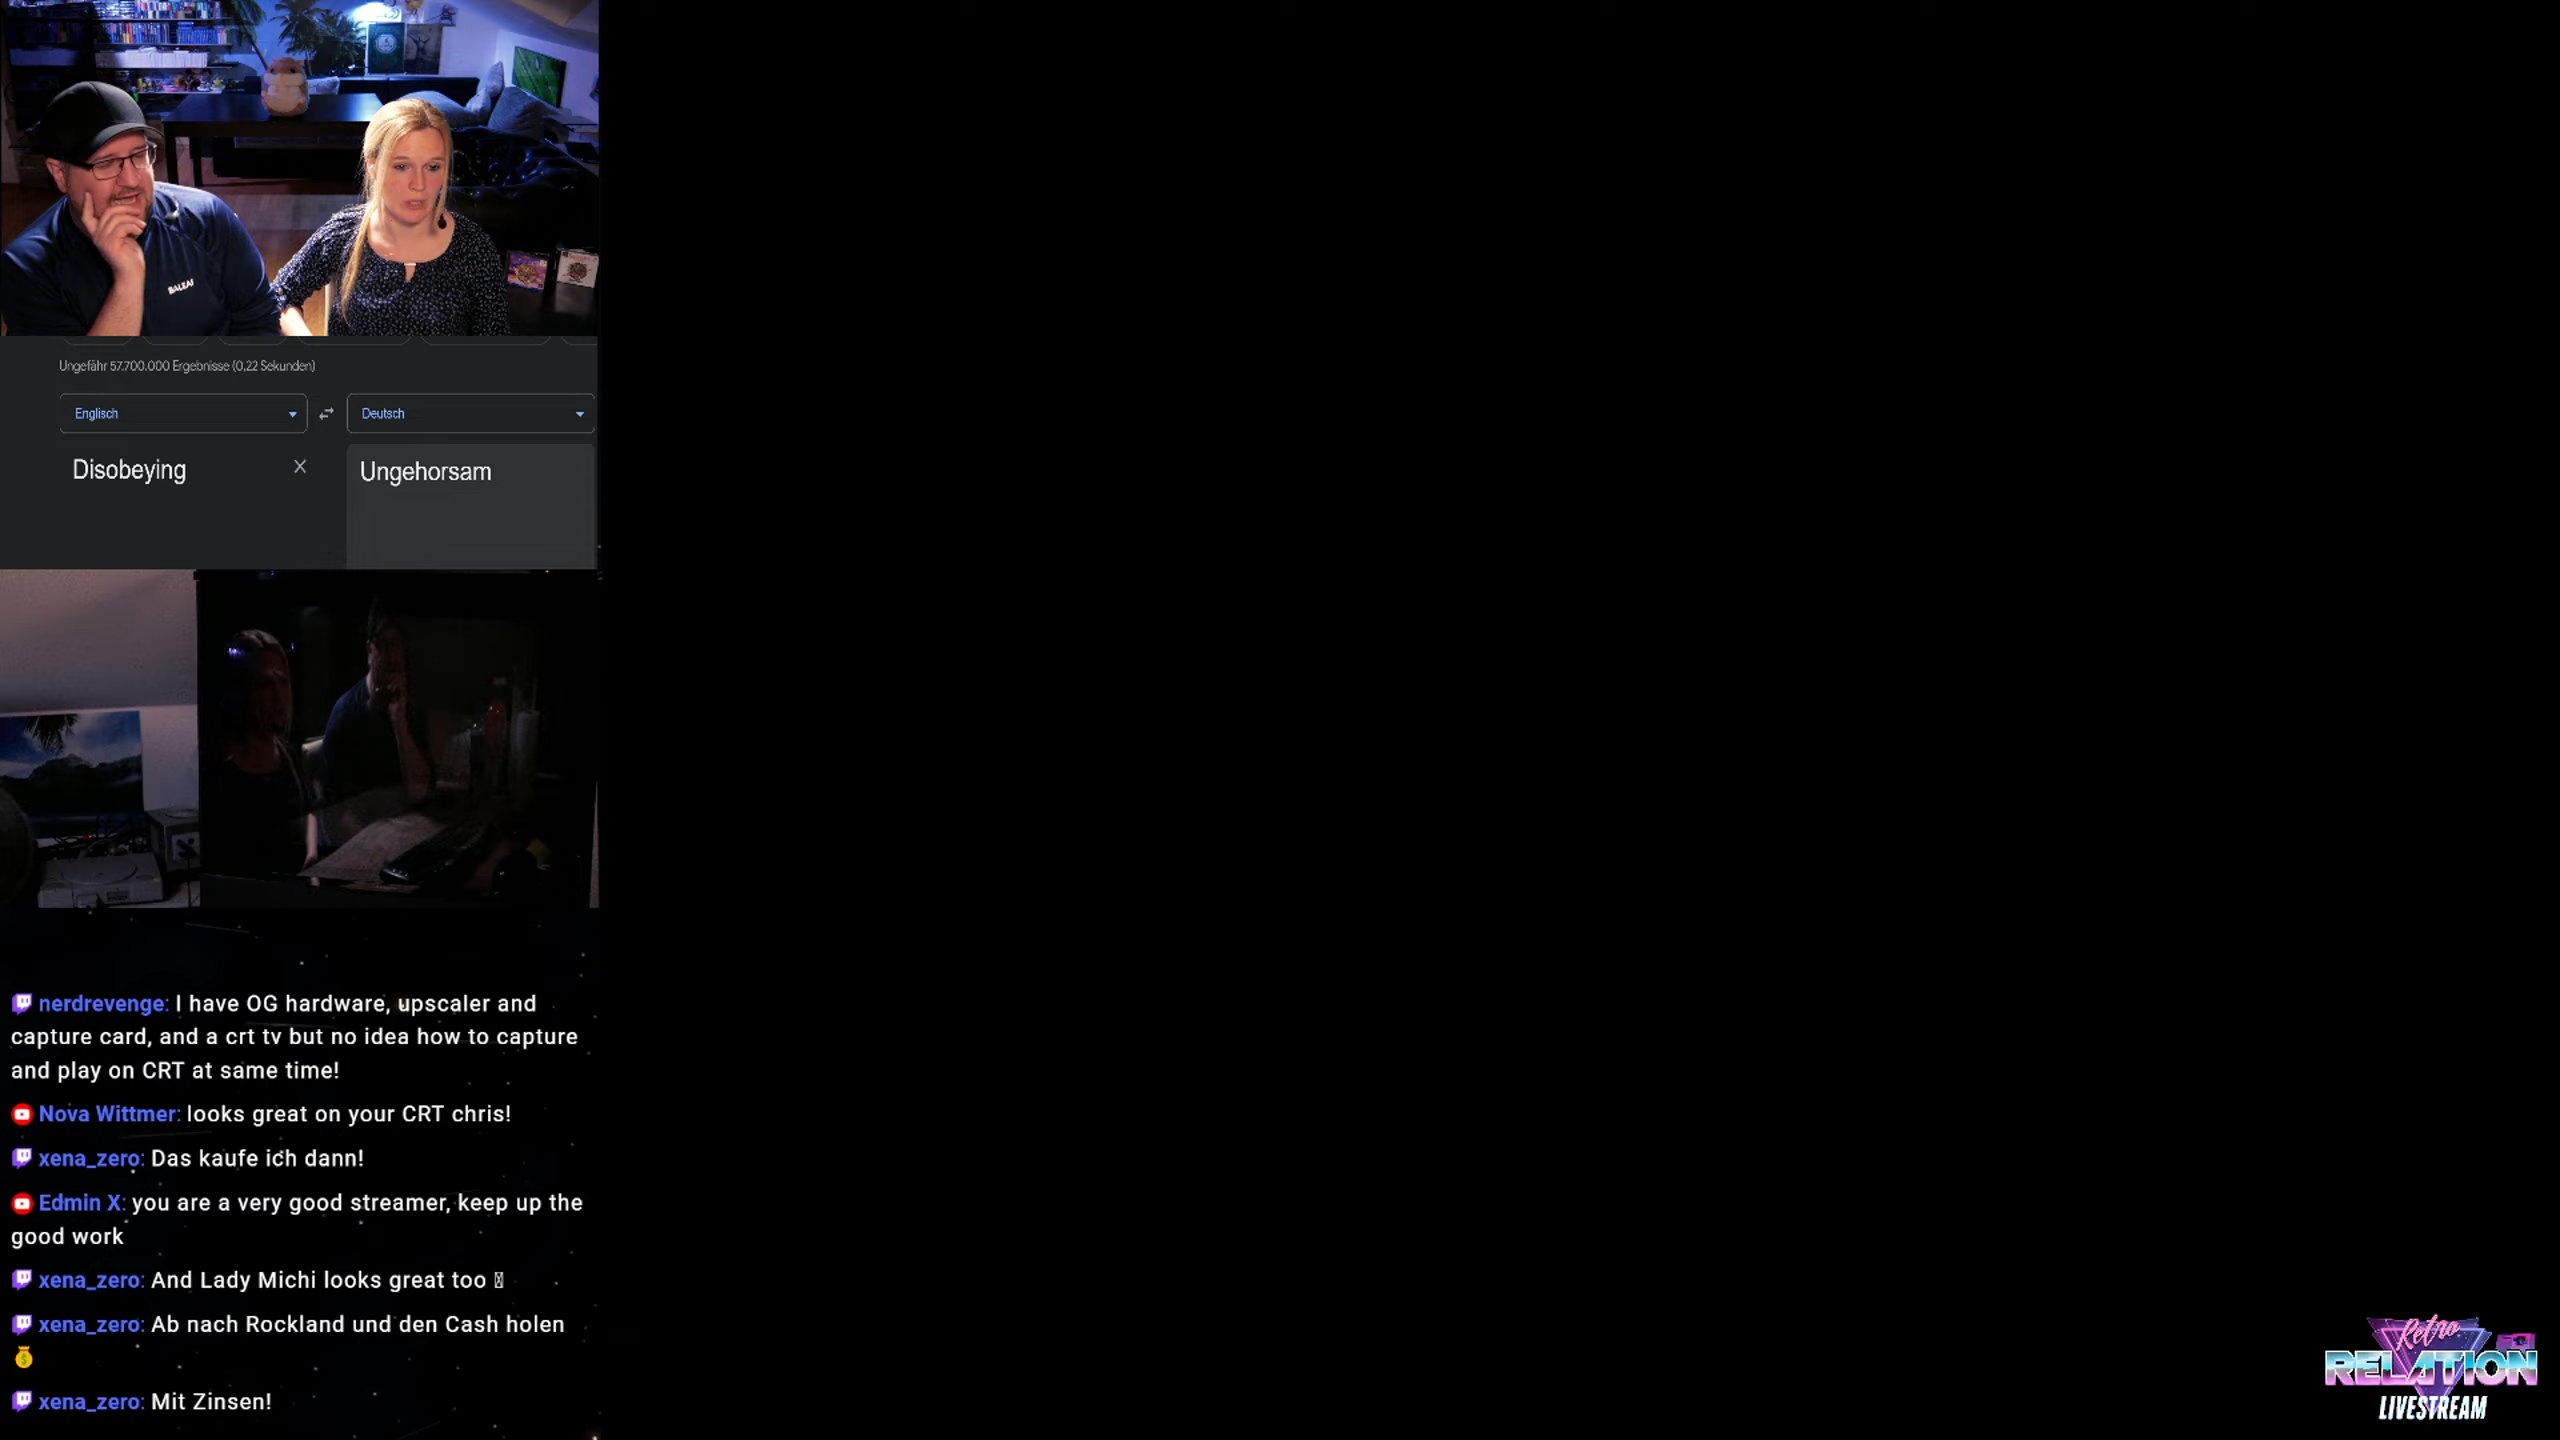 BALEAF
Ungefähr 57.700.000 Ergebnisse (0,22 Sekunden)
Englisch
Deutsch
Disobeying
Ungehorsam
nerdrevenge: I have OG hardware, upscaler and
capture card, and a crt tv but no idea how to capture
and play on CRT at same time!
Nova Wittmer: looks great on your CRT chris!
xena_zero: Das kaufe ich dann!
Edmin X: you are a very good streamer, keep up the
good work
xena_zero: And Lady Michi looks great too
xena_zero: Ab nach Rockland und den Cash holen
xena_zero: Mit Zinsen!
Retro
RELATION
LIVESTREAM